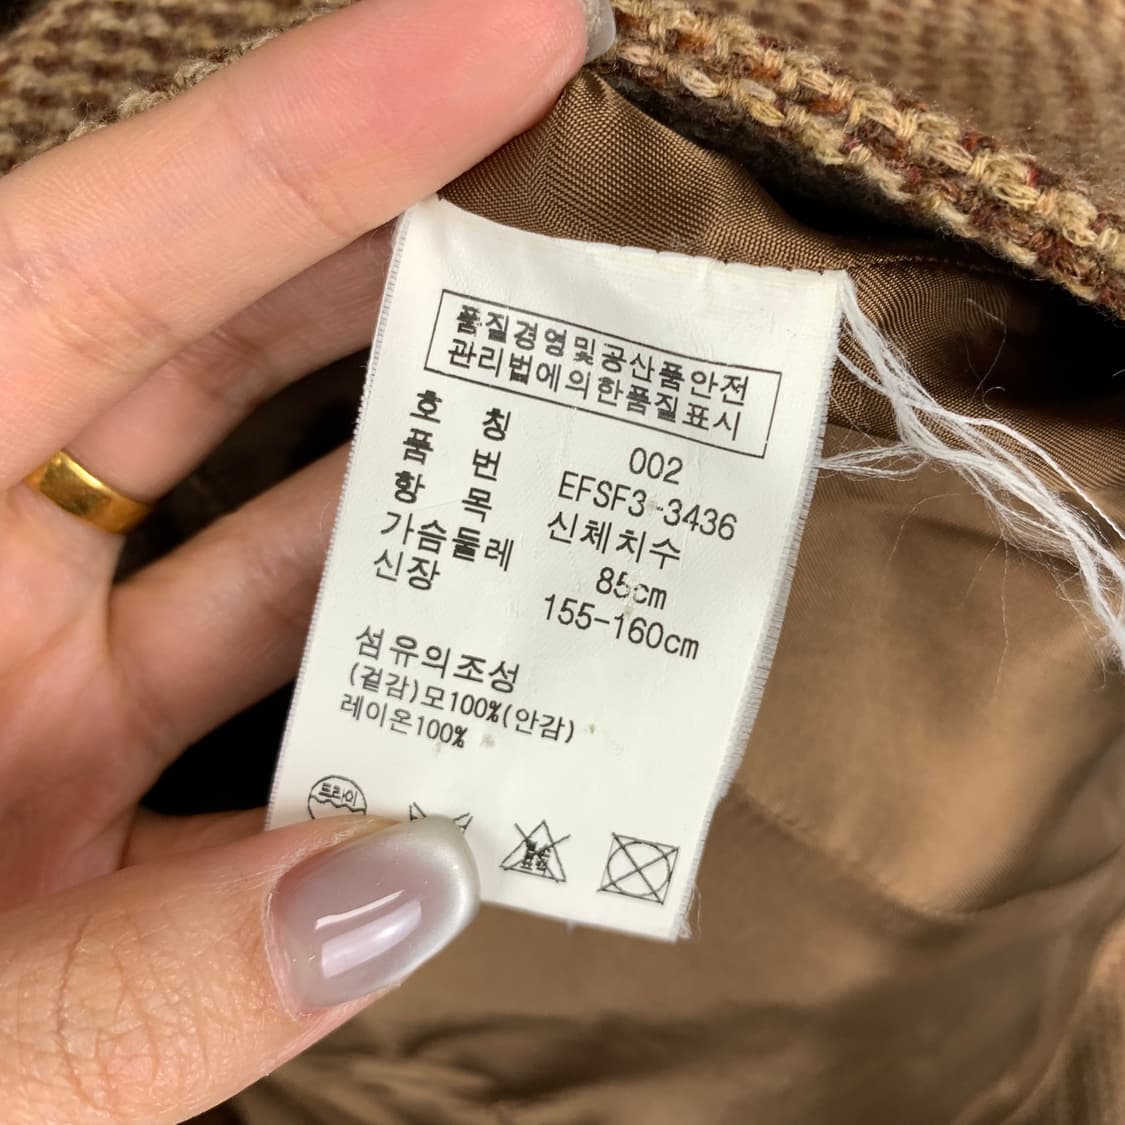 품질경영및공산품안전
관리법에의한품질표시
호 칭 002
품 번 EFSF3-3436
항 목 신체치수
가슴둘레 85cm
신장 155-160cm
섬유의조성
(겉감)모100%(안감)
레이온100%
드라이